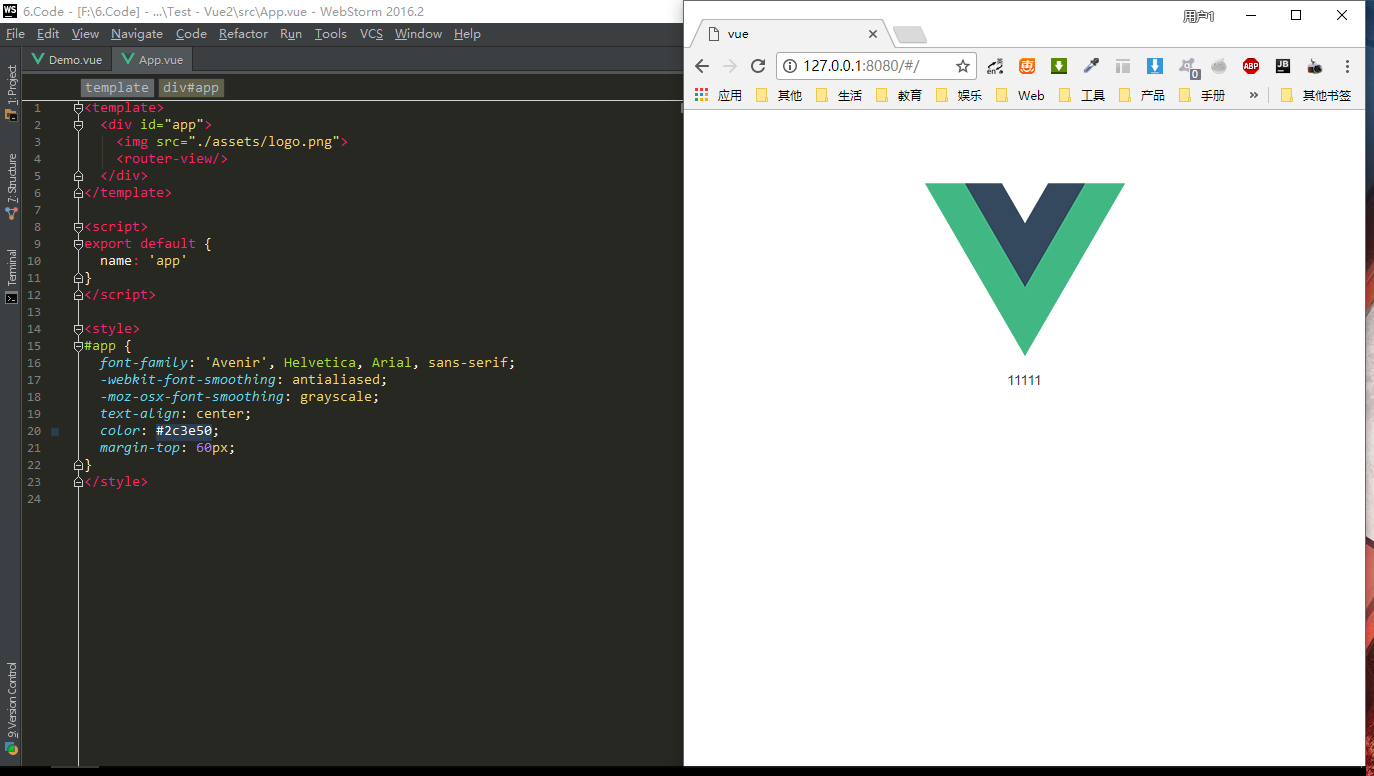 WS 6.Code - [F:\6.Code] - ...\Test - Vue2\src\App.vue - WebStorm 2016.2
File Edit View Navigate Code Refactor Run Tools VCS Window Help
Demo.vue App.vue
template div#app
1: Project
7: Structure
Terminal
9: Version Control
1 <template>
2 <div id="app">
3 <img src="./assets/logo.png">
4 <router-view/>
5 </div>
6 </template>
7
8 <script>
9 export default {
10 name: 'app'
11 }
12 </script>
13
14 <style>
15 #app {
16 font-family: 'Avenir', Helvetica, Arial, sans-serif;
17 -webkit-font-smoothing: antialiased;
18 -moz-osx-font-smoothing: grayscale;
19 text-align: center;
20 color: #2c3e50;
21 margin-top: 60px;
22 }
23 </style>
24
用户1
vue
127.0.0.1:8080/#/
en
惠
0
ABP
JB
应用 其他 生活 教育 娱乐 Web 工具 产品 手册 » 其他书签
11111